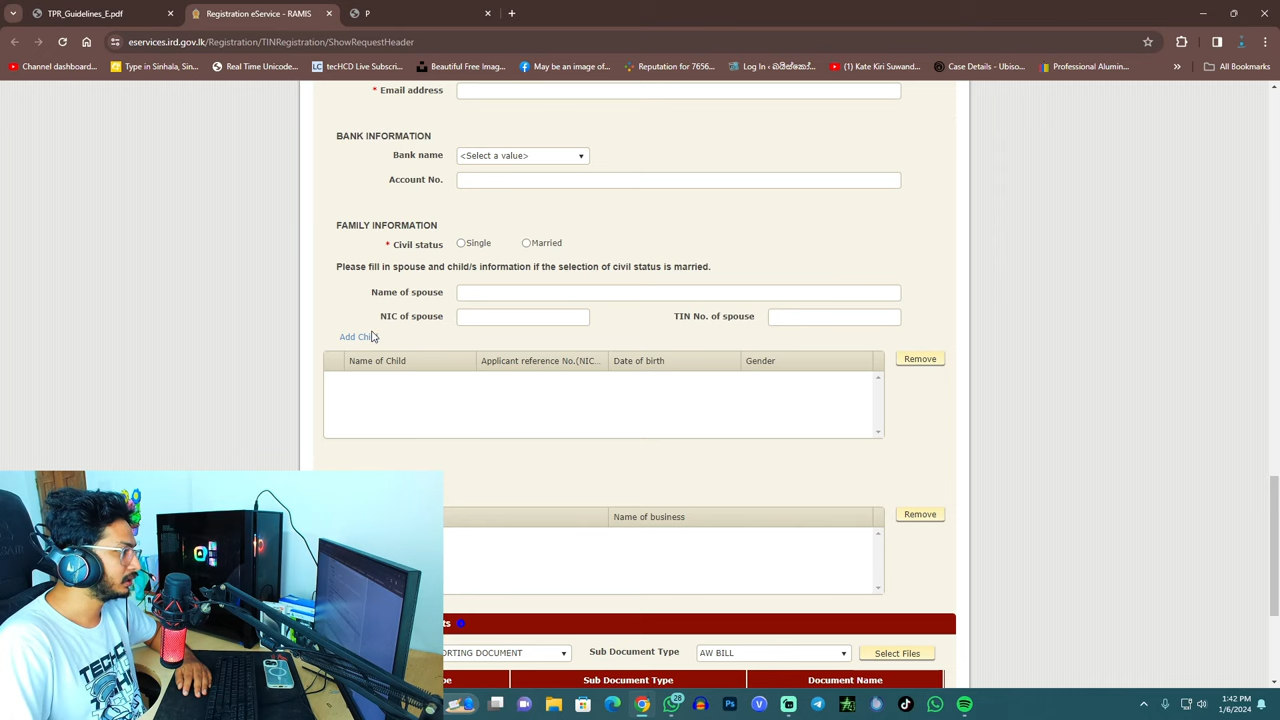 TPR_Guidelines_E.pdf
Registration eService - RAMIS
P
eservices.ird.gov.lk/Registration/TINRegistration/ShowRequestHeader
Channel dashboard...
Type in Sinhala, Sin...
Real Time Unicode...
techCD Live Subscri...
Beautiful Free Imag...
May be an image of...
Reputation for 7656...
(1) Kate Kiri Suwand...
Case Details - Ubiso...
Professional Alumin...
All Bookmarks
* Email address
BANK INFORMATION
Bank name <Select a value>
Account No.
FAMILY INFORMATION
* Civil status Single Married
Please fill in spouse and child/s information if the selection of civil status is married.
Name of spouse
NIC of spouse TIN No. of spouse
Add Child
Name of Child Applicant reference No.(NIC... Date of birth Gender Remove
Name of business Remove
ORTING DOCUMENT Sub Document Type AW BILL Select Files
Sub Document Type Document Name
1:42 PM
1/6/2024